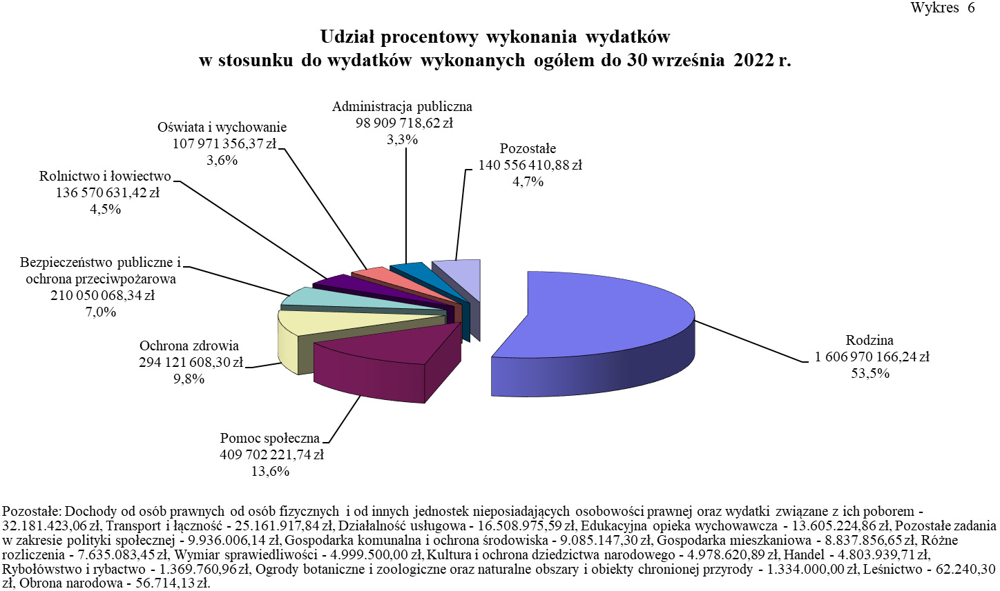 Wykres 6
Udział procentowy wykonania wydatków
w stosunku do wydatków wykonanych ogółem do 30 września 2022 r.
Administracja publiczna
98 909 718,62 zł
3,3%
Oświata i wychowanie
107 971 356,37 zł
3,6%
Pozostałe
140 556 410,88 zł
4,7%
Rolnictwo i łowiectwo
136 570 631,42 zł
4,5%
Bezpieczeństwo publiczne i
ochrona przeciwpożarowa
210 050 068,34 zł
7,0%
Ochrona zdrowia
294 121 608,30 zł
9,8%
Rodzina
1 606 970 166,24 zł
53,5%
Pomoc społeczna
409 702 221,74 zł
13,6%
Pozostałe: Dochody od osób prawnych od osób fizycznych i od innych jednostek nieposiadających osobowości prawnej oraz wydatki związane z ich poborem -
32.181.423,06 zł, Transport i łączność - 25.161.917,84 zł, Działalność usługowa - 16.508.975,59 zł, Edukacyjna opieka wychowawcza - 13.605.224,86 zł, Pozostałe zadania
w zakresie polityki społecznej - 9.936.006,14 zł, Gospodarka komunalna i ochrona środowiska - 9.085.147,30 zł, Gospodarka mieszkaniowa - 8.837.856,65 zł, Różne
rozliczenia - 7.635.083,45 zł, Wymiar sprawiedliwości - 4.999.500,00 zł, Kultura i ochrona dziedzictwa narodowego - 4.978.620,89 zł, Handel - 4.803.939,71 zł,
Rybołówstwo i rybactwo - 1.369.760,96 zł, Ogrody botaniczne i zoologiczne oraz naturalne obszary i obiekty chronionej przyrody - 1.334.000,00 zł, Leśnictwo - 62.240,30
zł, Obrona narodowa - 56.714,13 zł.